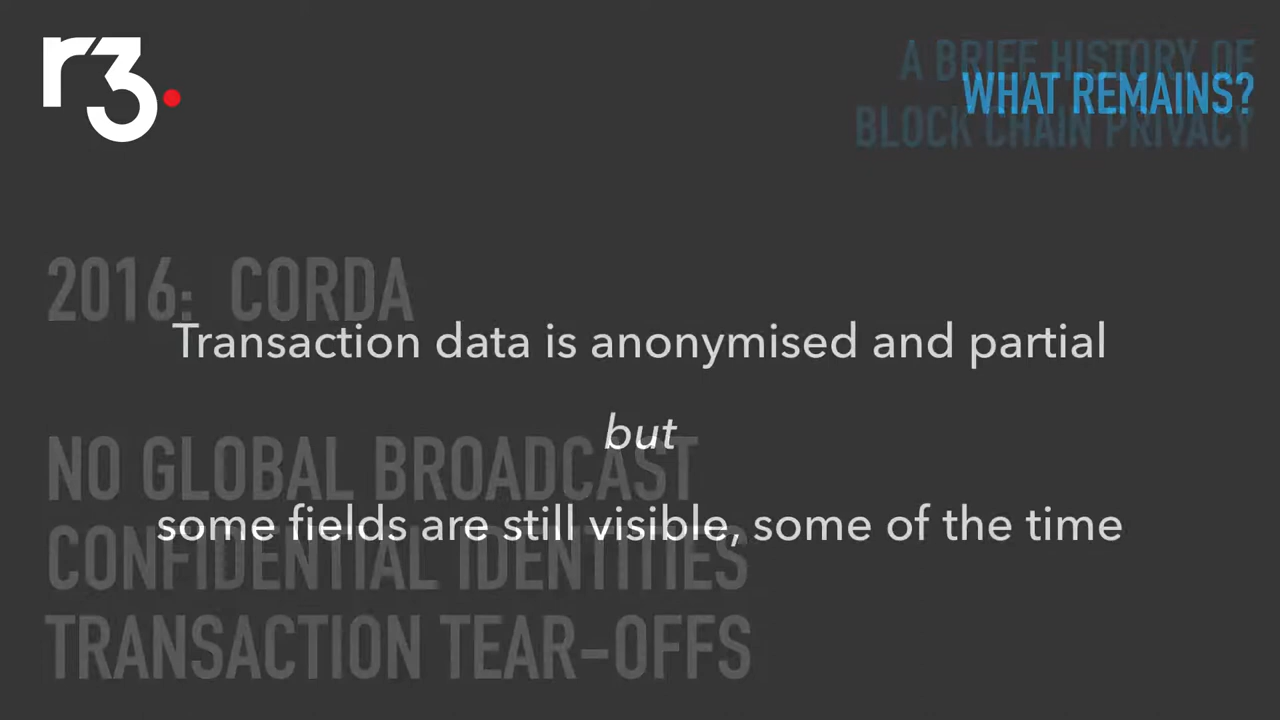 r3.
A BRIEF HISTORY OF
WHAT REMAINS?
BLOCK CHAIN PRIVACY
2016: CORDA
Transaction data is anonymised and partial
but
NO GLOBAL BROADCAST
some fields are still visible, some of the time
CONFIDENTIAL IDENTITIES
TRANSACTION TEAR-OFFS